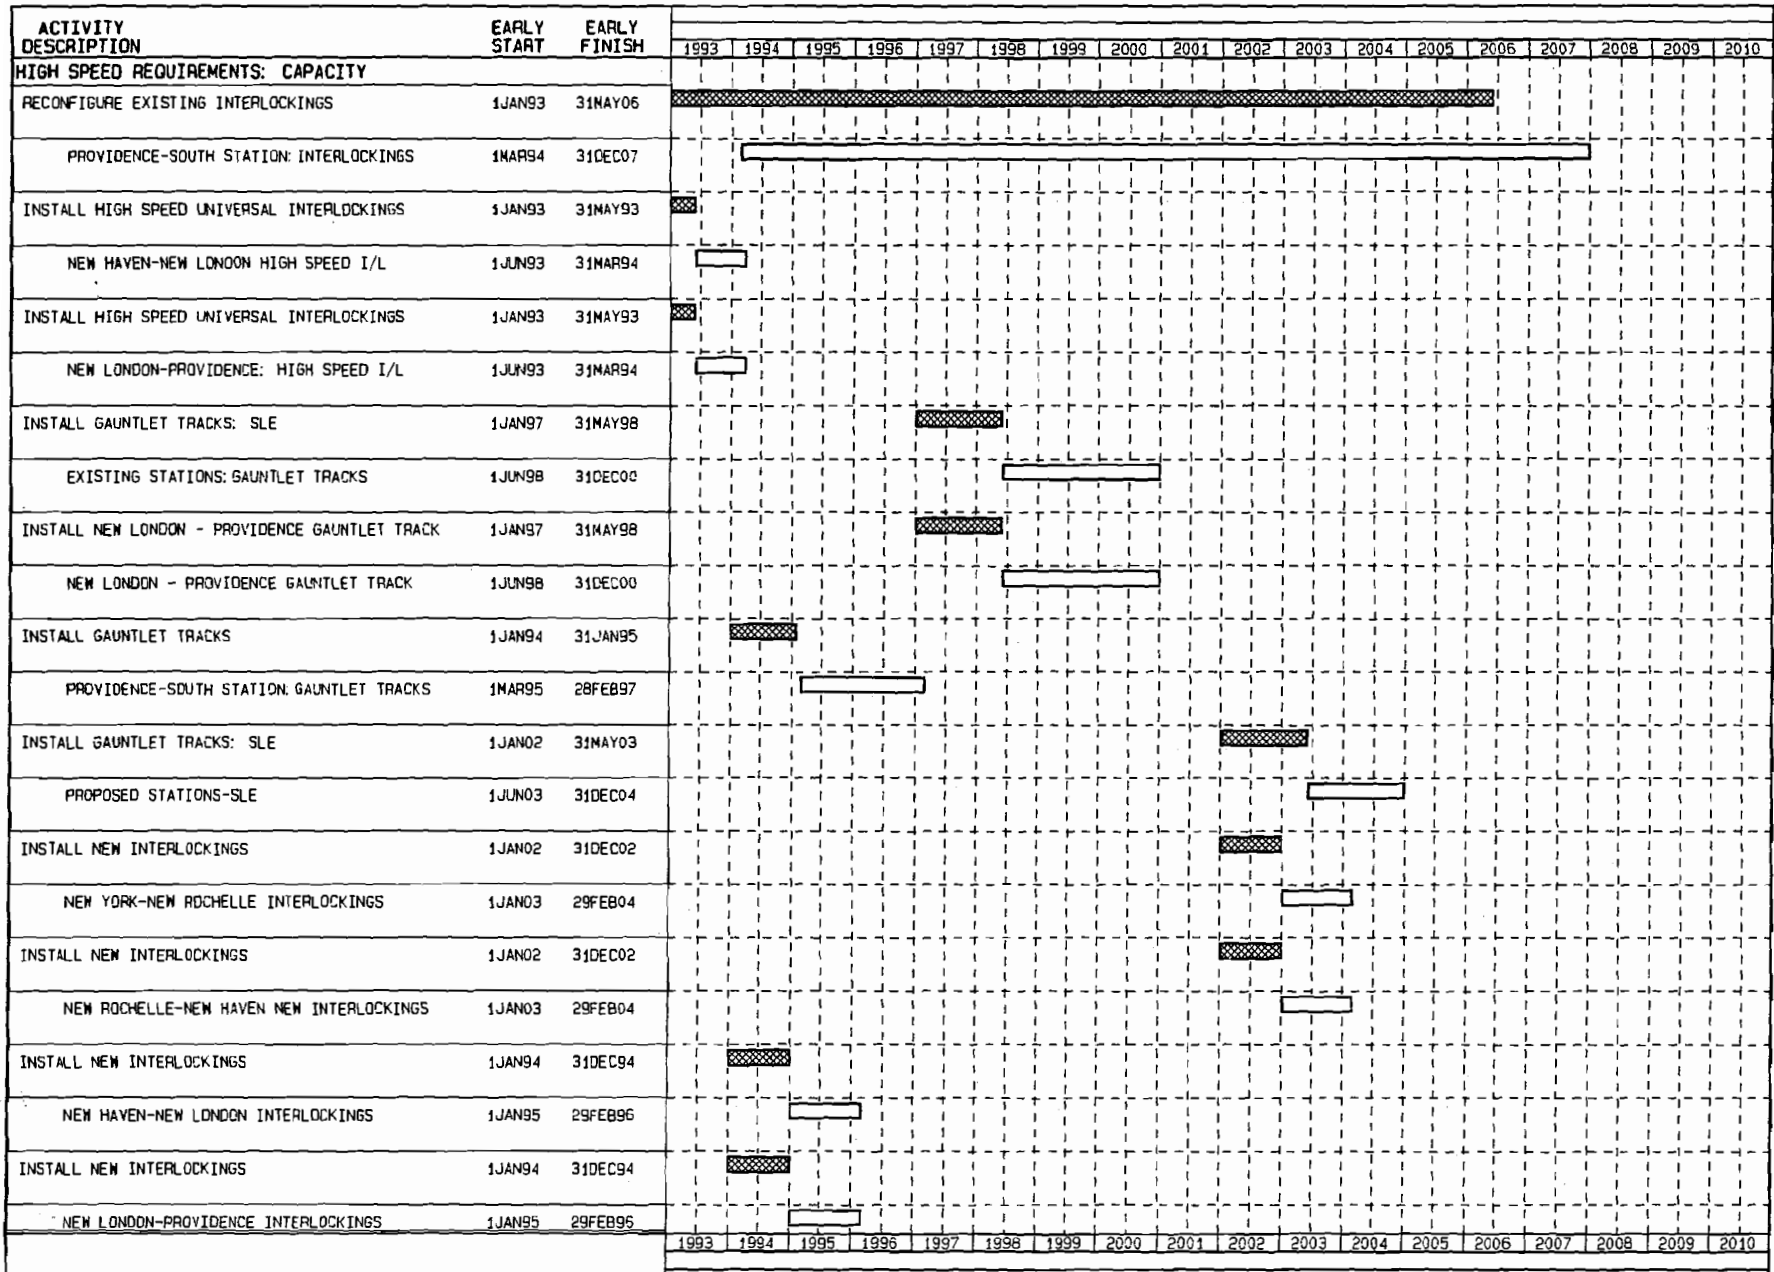 ACTIVITY DESCRIPTION EARLY START EARLY FINISH
1993 1994 1995 1996 1997 1998 1999 2000 2001 2002 2003 2004 2005 2006 2007 2008 2009 2010
HIGH SPEED REQUIREMENTS: CAPACITY
RECONFIGURE EXISTING INTERLOCKINGS 1JAN93 31MAY06
PROVIDENCE-SOUTH STATION: INTERLOCKINGS 1MAR94 31DEC07
INSTALL HIGH SPEED UNIVERSAL INTERLOCKINGS 1JAN93 31MAY93
NEW HAVEN-NEW LONDON HIGH SPEED I/L 1JUN93 31MAR94
INSTALL HIGH SPEED UNIVERSAL INTERLOCKINGS 1JAN93 31MAY93
NEW LONDON-PROVIDENCE: HIGH SPEED I/L 1JUN93 31MAR94
INSTALL GAUNTLET TRACKS: SLE 1JAN97 31MAY98
EXISTING STATIONS: GAUNTLET TRACKS 1JUN98 31DEC00
INSTALL NEW LONDON - PROVIDENCE GAUNTLET TRACK 1JAN97 31MAY98
NEW LONDON - PROVIDENCE GAUNTLET TRACK 1JUN98 31DEC00
INSTALL GAUNTLET TRACKS 1JAN94 31JAN95
PROVIDENCE-SOUTH STATION: GAUNTLET TRACKS 1MAR95 28FEB97
INSTALL GAUNTLET TRACKS: SLE 1JAN02 31MAY03
PROPOSED STATIONS-SLE 1JUN03 31DEC04
INSTALL NEW INTERLOCKINGS 1JAN02 31DEC02
NEW YORK-NEW ROCHELLE INTERLOCKINGS 1JAN03 29FEB04
INSTALL NEW INTERLOCKINGS 1JAN02 31DEC02
NEW ROCHELLE-NEW HAVEN NEW INTERLOCKINGS 1JAN03 29FEB04
INSTALL NEW INTERLOCKINGS 1JAN94 31DEC94
NEW HAVEN-NEW LONDON INTERLOCKINGS 1JAN95 29FEB96
INSTALL NEW INTERLOCKINGS 1JAN94 31DEC94
NEW LONDON-PROVIDENCE INTERLOCKINGS 1JAN95 29FEB96
1993 1994 1995 1996 1997 1998 1999 2000 2001 2002 2003 2004 2005 2006 2007 2008 2009 2010